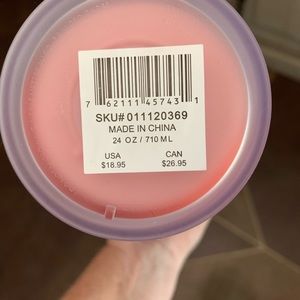 7 62111 45743 1
SKU# 011120369
MADE IN CHINA
24 OZ / 710 ML
USA CAN
$18.95 $26.95